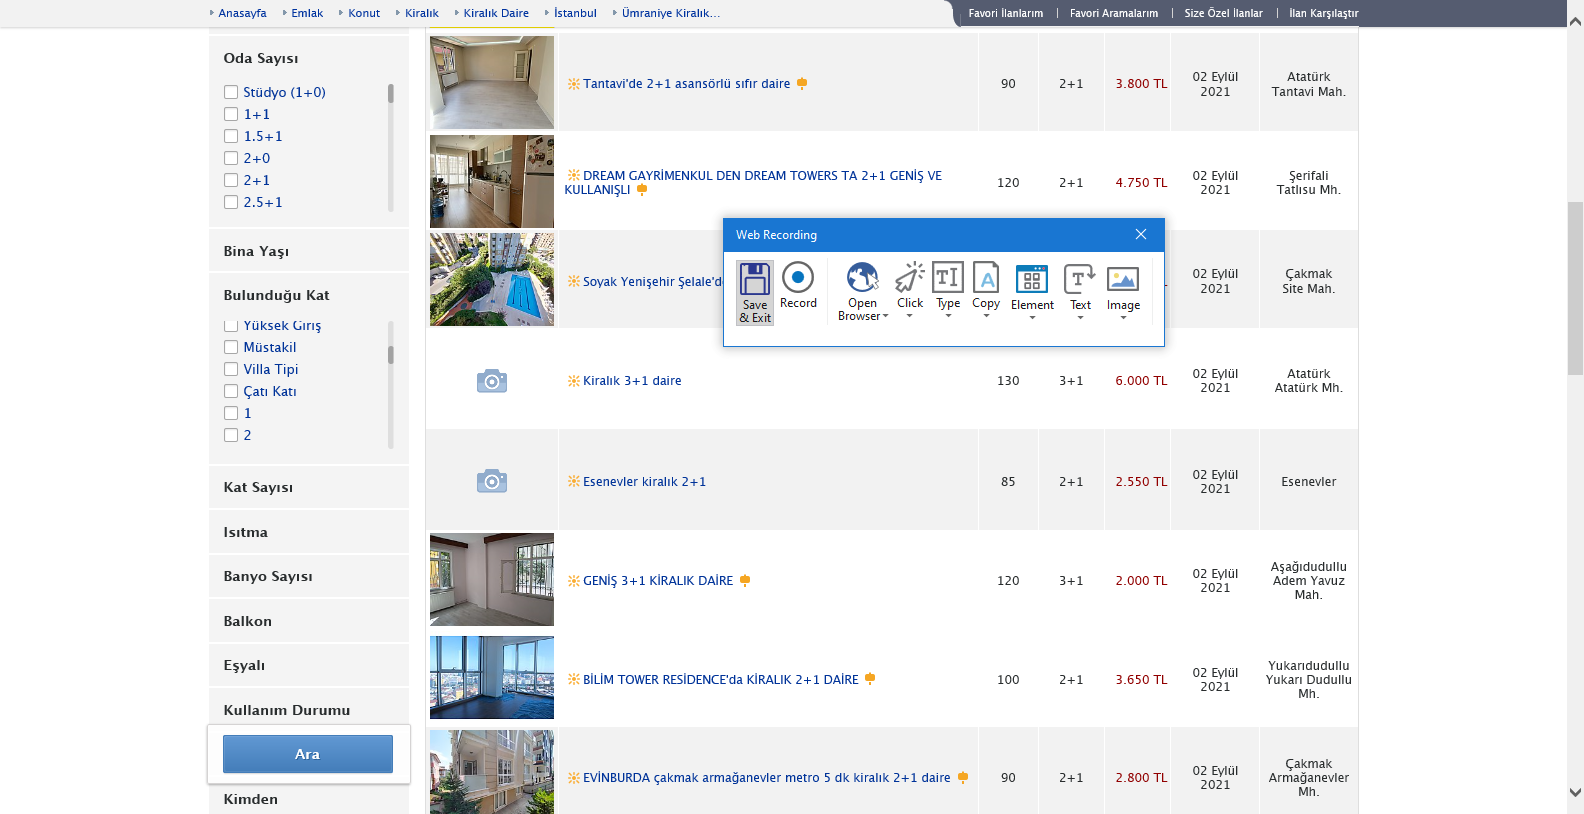 Anasayfa Emlak Konut Kiralık Kiralık Daire İstanbul Ümraniye Kiralık...
Favori İlanlarım Favori Aramalarım Size Özel İlanlar İlan Karşılaştır
Oda Sayısı
Stüdyo (1+0)
1+1
1.5+1
2+0
2+1
2.5+1
Bina Yaşı
Bulunduğu Kat
Yüksek Giriş
Müstakil
Villa Tipi
Çatı Katı
1
2
Kat Sayısı
Isıtma
Banyo Sayısı
Balkon
Eşyalı
Kullanım Durumu
Ara
Kimden
Tantavi'de 2+1 asansörlü sıfır daire 90 2+1 3.800 TL 02 Eylül 2021 Atatürk Tantavi Mah.
DREAM GAYRİMENKUL DEN DREAM TOWERS TA 2+1 GENİŞ VE
KULLANIŞLI 120 2+1 4.750 TL 02 Eylül 2021 Şerifali Tatlısu Mh.
Soyak Yenişehir Şelale'de 02 Eylül 2021 Çakmak Site Mah.
Web Recording
Save & Exit
Record
Open Browser
Click
Type
Copy
Element
Text
Image
Kiralık 3+1 daire 130 3+1 6.000 TL 02 Eylül 2021 Atatürk Atatürk Mh.
Esenevler kiralık 2+1 85 2+1 2.550 TL 02 Eylül 2021 Esenevler
GENİŞ 3+1 KİRALIK DAİRE 120 3+1 2.000 TL 02 Eylül 2021 Aşağıdudullu Adem Yavuz Mah.
BİLİM TOWER RESİDENCE'da KİRALIK 2+1 DAİRE 100 2+1 3.650 TL 02 Eylül 2021 Yukarıdudullu Yukarı Dudullu Mh.
EVİNBURDA çakmak armağanevler metro 5 dk kiralık 2+1 daire 90 2+1 2.800 TL 02 Eylül 2021 Çakmak Armağanevler Mh.